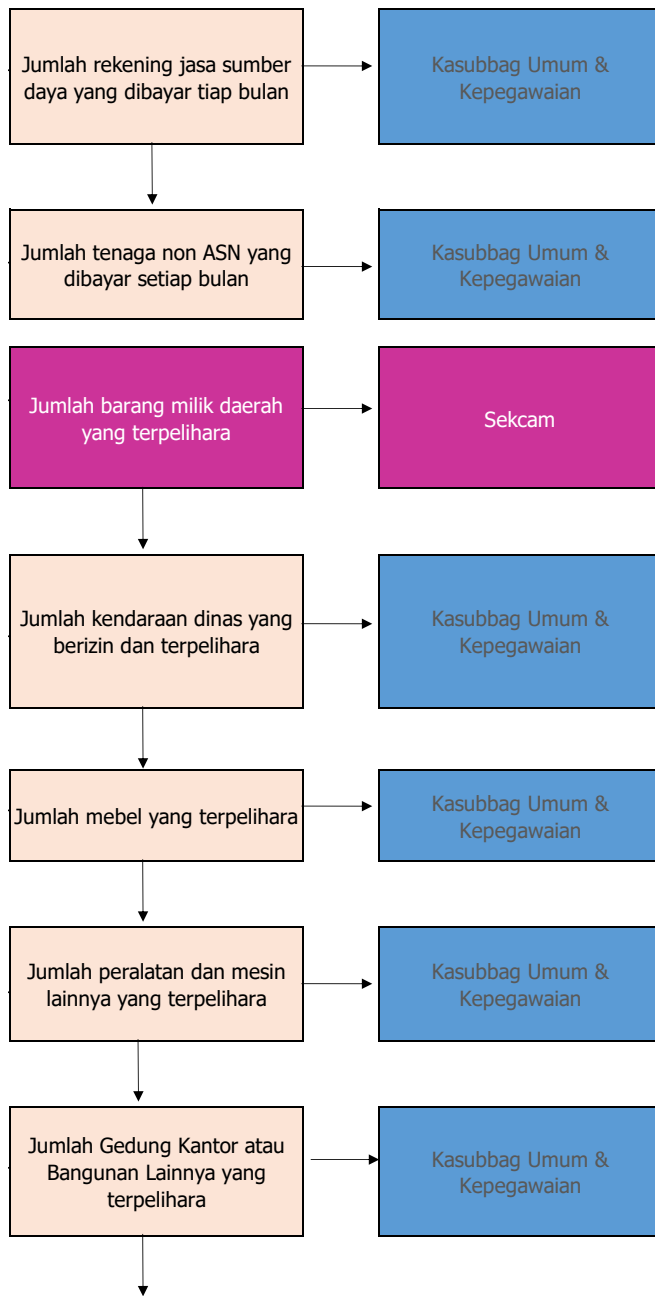 Jumlah rekening jasa sumber
daya yang dibayar tiap bulan
Kasubbag Umum &
Kepegawaian
Jumlah tenaga non ASN yang
dibayar setiap bulan
Kasubbag Umum &
Kepegawaian
Jumlah barang milik daerah
yang terpelihara
Sekcam
Jumlah kendaraan dinas yang
berizin dan terpelihara
Kasubbag Umum &
Kepegawaian
Jumlah mebel yang terpelihara
Kasubbag Umum &
Kepegawaian
Jumlah peralatan dan mesin
lainnya yang terpelihara
Kasubbag Umum &
Kepegawaian
Jumlah Gedung Kantor atau
Bangunan Lainnya yang
terpelihara
Kasubbag Umum &
Kepegawaian